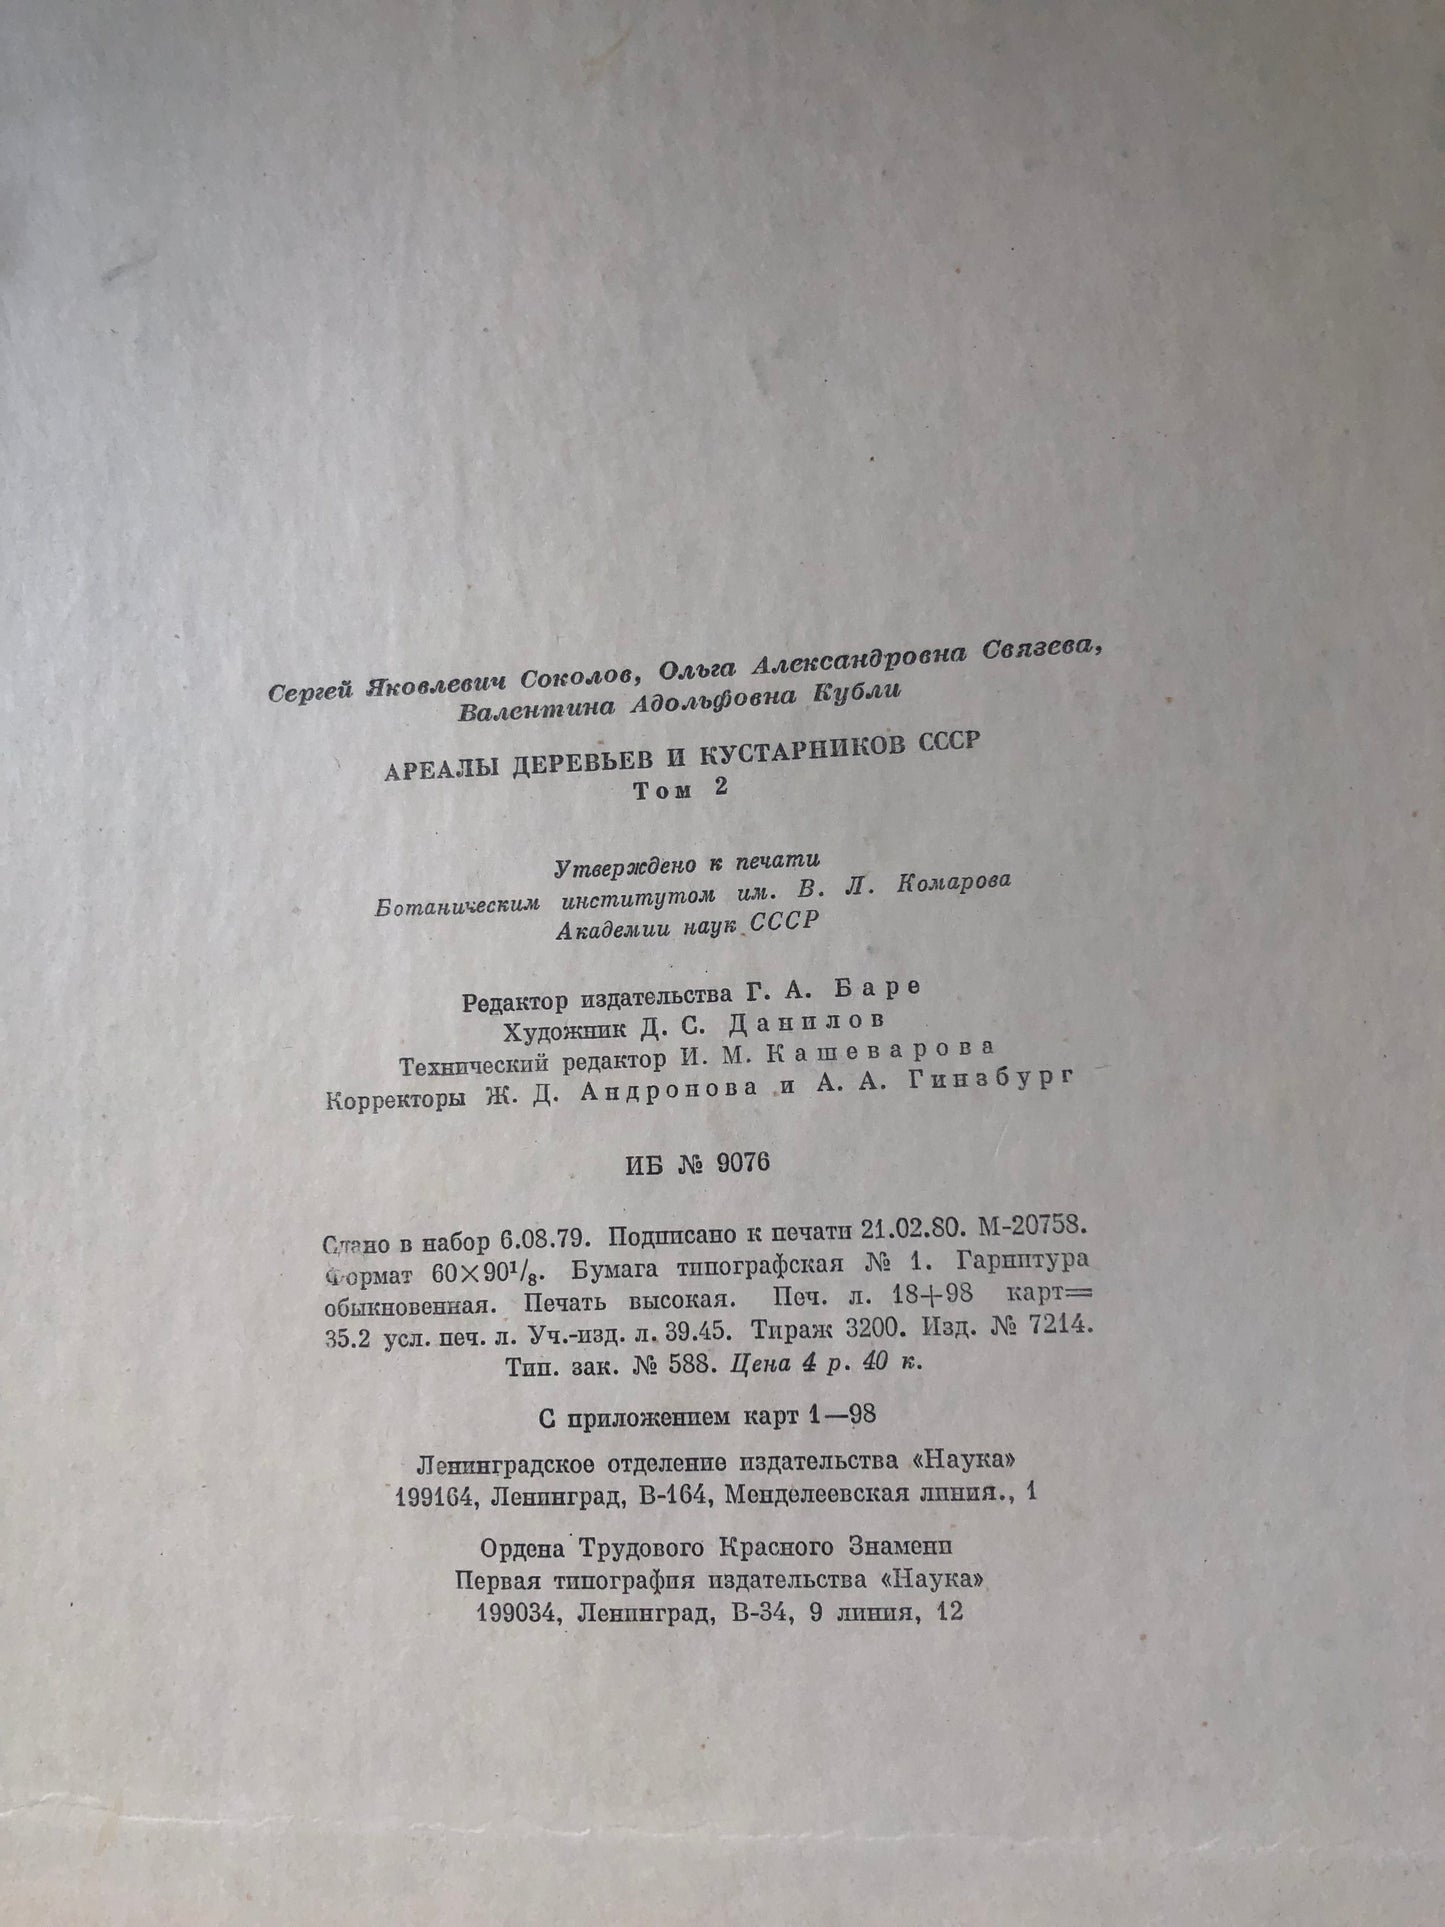 Сергей Яковлевич Соколов, Ольга Александровна Связева,
Валентина Адольфовна Кубли
АРЕАЛЫ ДЕРЕВЬЕВ И КУСТАРНИКОВ СССР
Том 2
Утверждено к печати
Ботаническим институтом им. В. Л. Комарова
Академии наук СССР
Редактор издательства Г. А. Баре
Художник Д. С. Данилов
Технический редактор И. М. Кашеварова
Корректоры Ж. Д. Андронова и А. А. Гинзбург
ИБ № 9076
Сдано в набор 6.08.79. Подписано к печати 21.02.80. М-20758.
Формат 60×90¹/₈. Бумага типографская № 1. Гарнитура
обыкновенная. Печать высокая. Печ. л. 18+98 карт=
35.2 усл. печ. л. Уч.-изд. л. 39.45. Тираж 3200. Изд. № 7214.
Тип. зак. № 588. Цена 4 р. 40 к.
С приложением карт 1—98
Ленинградское отделение издательства «Наука»
199164, Ленинград, В-164, Менделеевская линия., 1
Ордена Трудового Красного Знамени
Первая типография издательства «Наука»
199034, Ленинград, В-34, 9 линия, 12